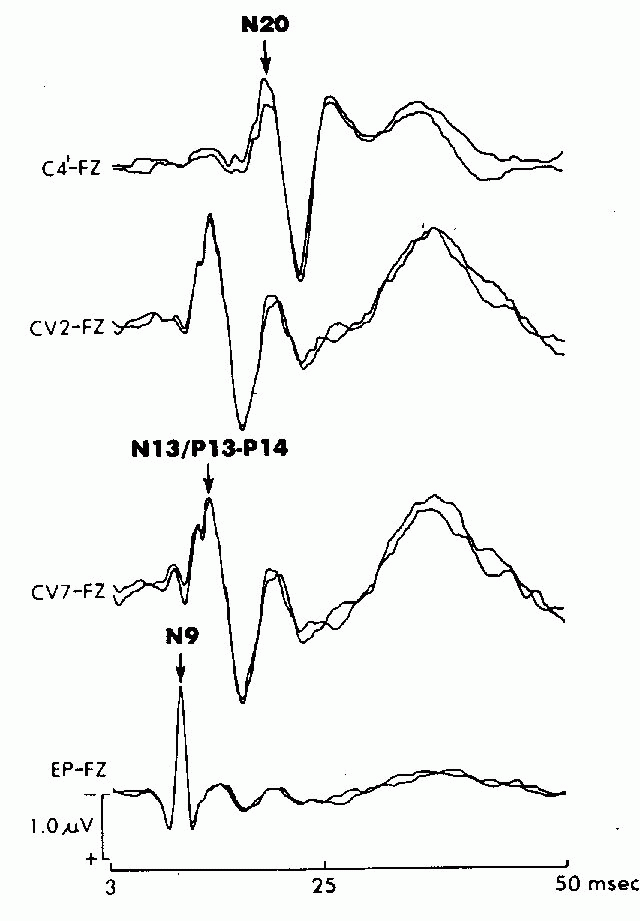 N20
C4'-FZ
CV2-FZ
N13/P13-P14
CV7-FZ
N9
EP-FZ
−
1.0 µV
+
3 25 50 msec